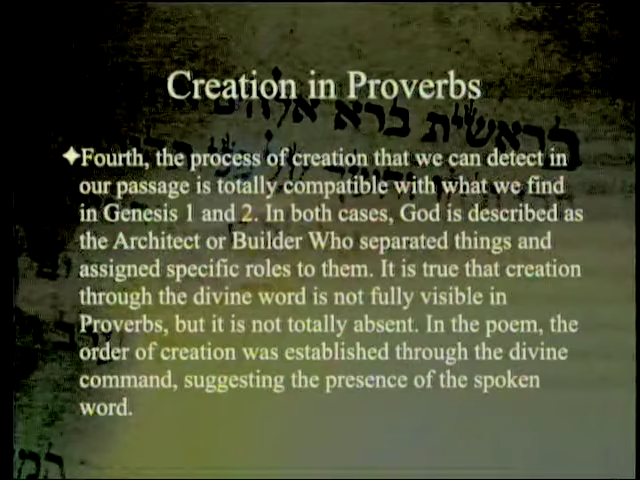 Creation in Proverbs
בראשית ברא אלהים
✦Fourth, the process of creation that we can detect in
our passage is totally compatible with what we find
in Genesis 1 and 2. In both cases, God is described as
the Architect or Builder Who separated things and
assigned specific roles to them. It is true that creation
through the divine word is not fully visible in
Proverbs, but it is not totally absent. In the poem, the
order of creation was established through the divine
command, suggesting the presence of the spoken
word.